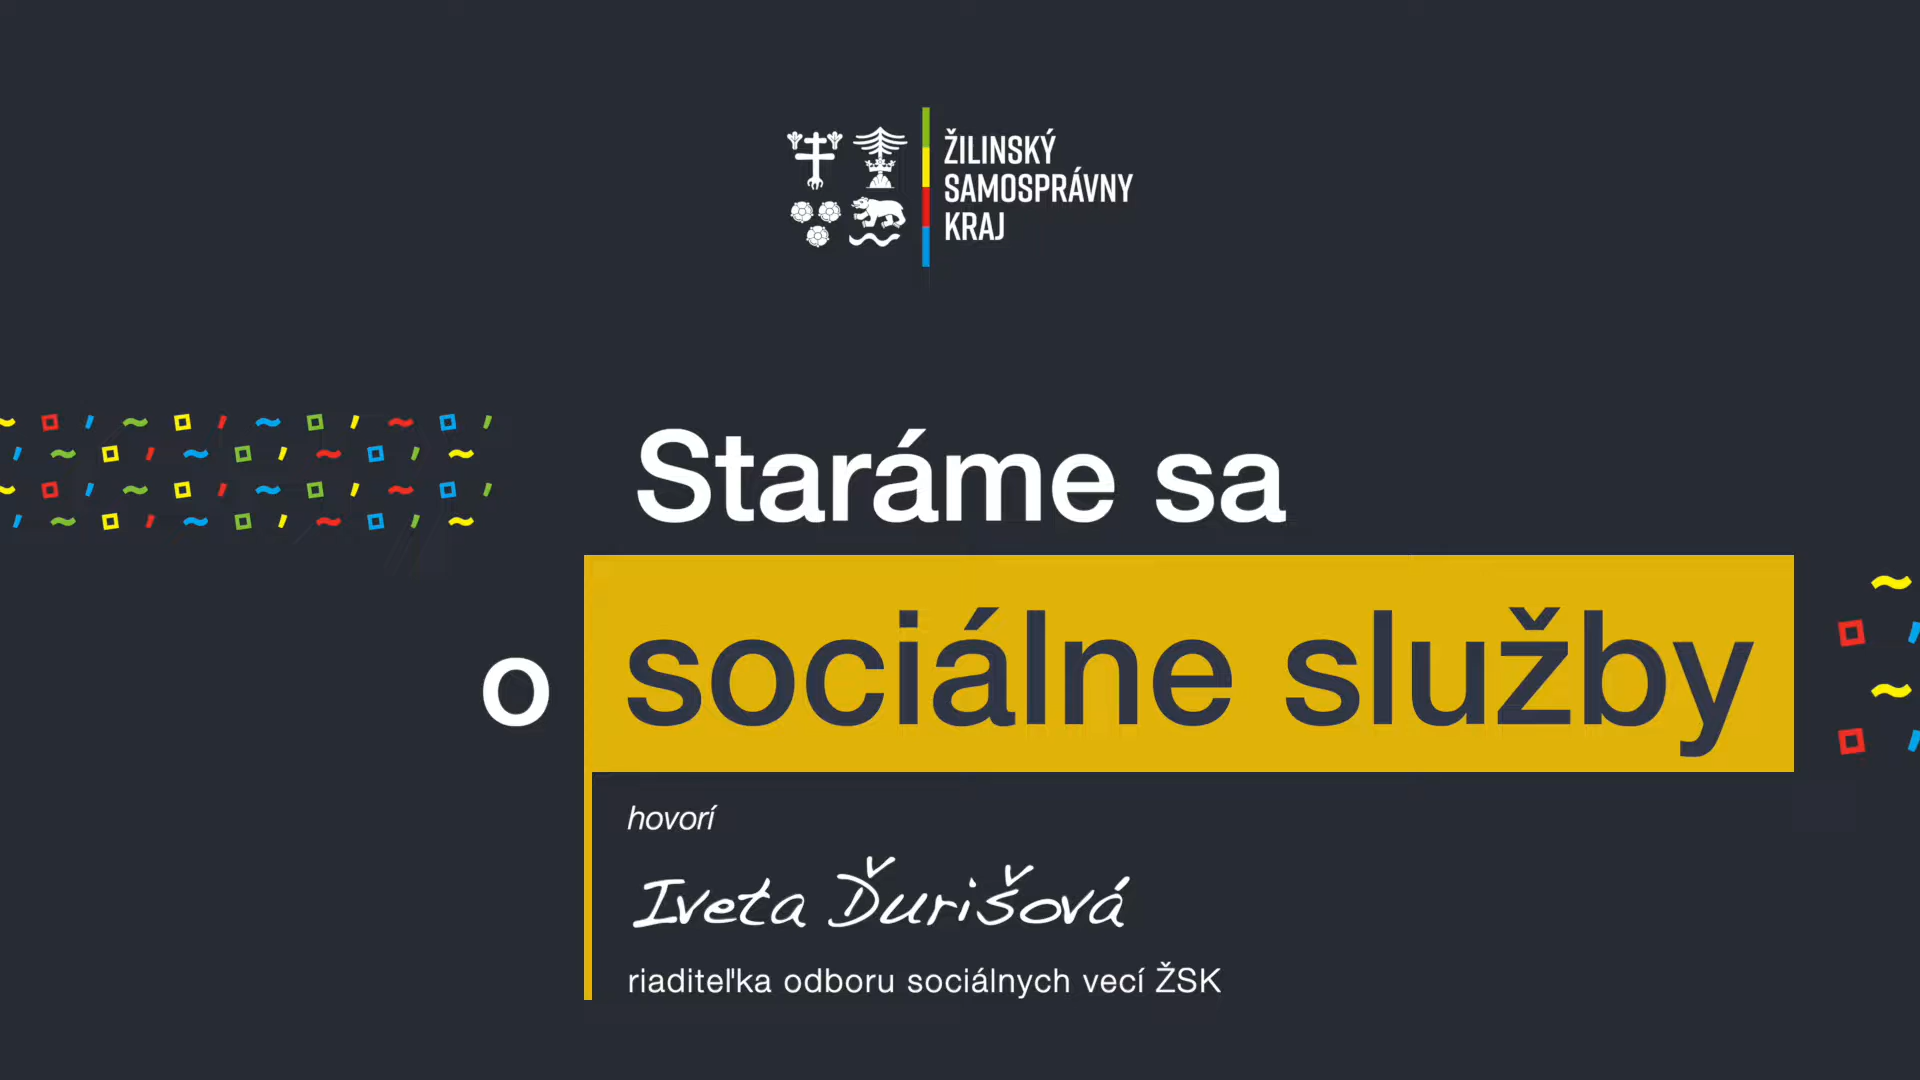 ŽILINSKÝ
SAMOSPRÁVNY
KRAJ
Staráme sa
o sociálne služby
hovorí
Iveta Ďurišová
riaditeľka odboru sociálnych vecí ŽSK